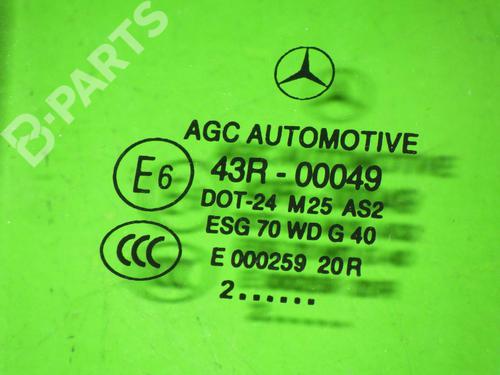 B-PARTS
AGC AUTOMOTIVE
E6
43R - 00049
DOT-24 M25 AS2
ESG 70 WD G 40
CCC
E 000259 20R
2......